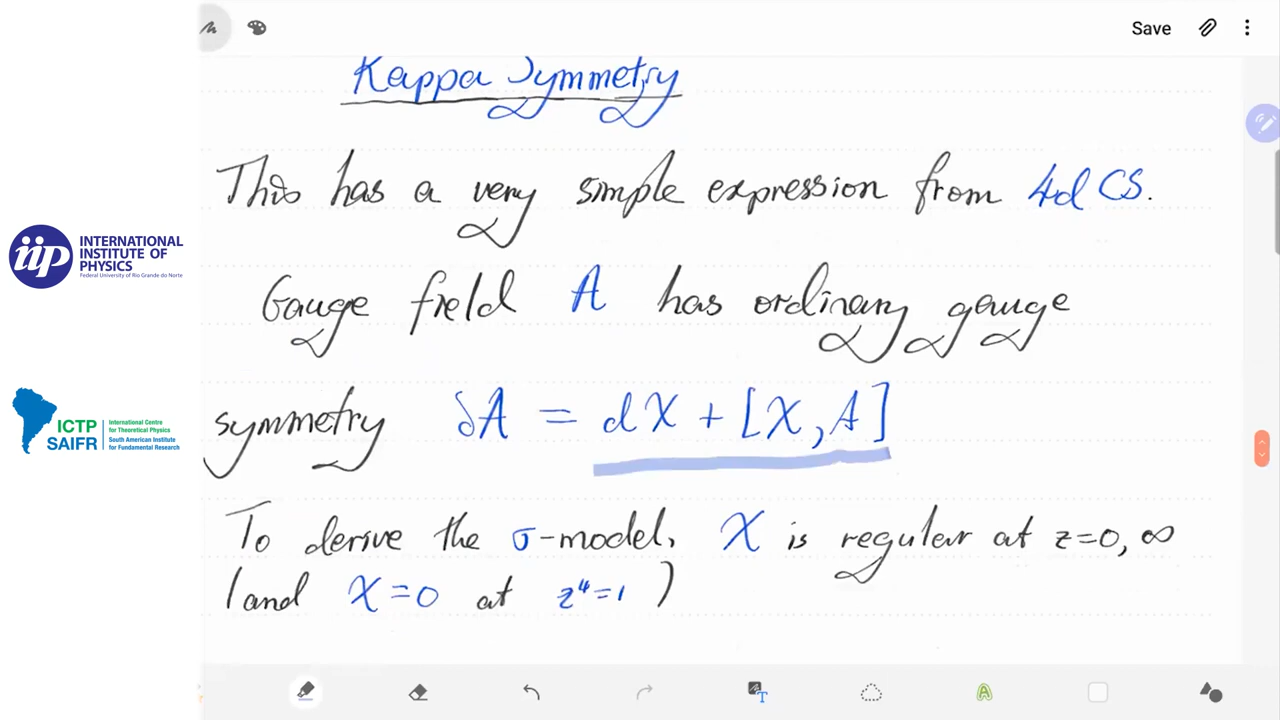 Save
Kappa Symmetry
This has a very simple expression from 4d CS.
iip INTERNATIONAL
INSTITUTE OF
PHYSICS
Federal University of Rio Grande do Norte
Gauge field A has ordinary gauge
symmetry δA = dX + [X, A]
ICTP
SAIFR
International Centre
for Theoretical Physics
South American Institute
for Fundamental Research
To derive the σ-model, X is regular at z=0, ∞
(and X=0 at z⁴=1)
T
A